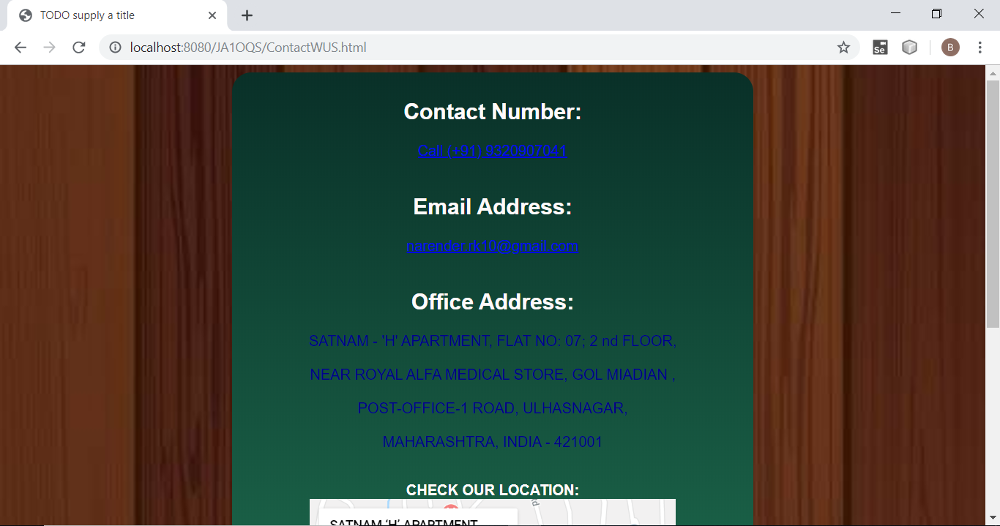 TODO supply a title
localhost:8080/JA1OQS/ContactWUS.html
Se
B
Contact Number:
Call (+91) 9320907041
Email Address:
narender.rk10@gmail.com
Office Address:
SATNAM - 'H' APARTMENT, FLAT NO: 07; 2 nd FLOOR,
NEAR ROYAL ALFA MEDICAL STORE, GOL MIADIAN ,
POST-OFFICE-1 ROAD, ULHASNAGAR,
MAHARASHTRA, INDIA - 421001
CHECK OUR LOCATION:
Rd
SATNAM ‘H’ APARTMENT